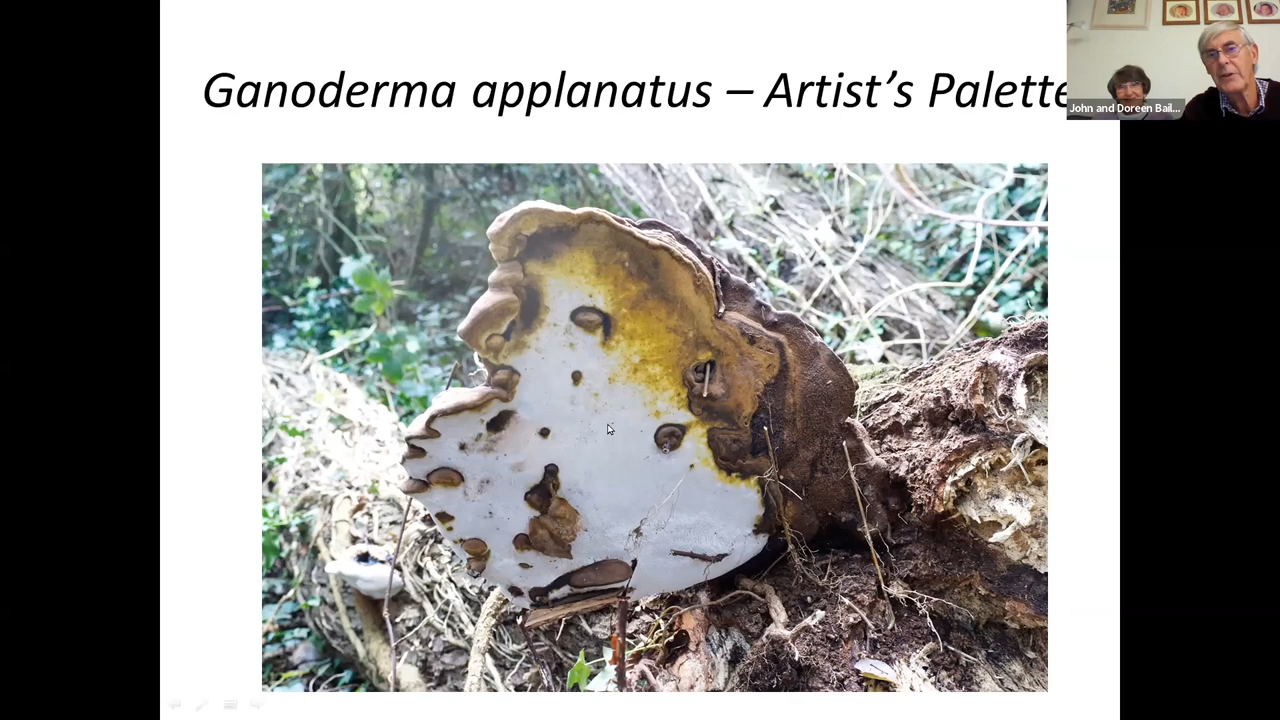 Ganoderma applanatus – Artist’s Palette
John and Doreen Bail...